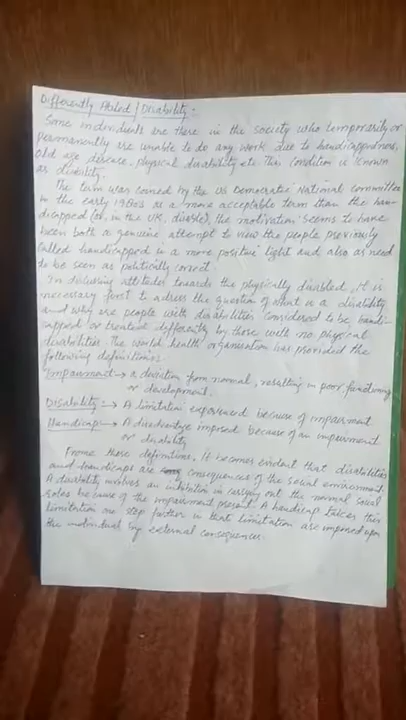 Differently Abled / Disability :-
Some individuals are there in the society who temporarily or
permanently are unable to do any work due to handicappedness,
old age disease, physical disability etc. This condition is known
as disability.
The term was coined by the US Democratic National committee
in the early 1980s as a more acceptable term than the han-
dicapped (or, in the UK, disable), the motivation seems to have
been both a genuine attempt to view the people previously
called handicapped in a more positive light and also as need
to be seen as politically correct.
In attitudes towards the physically disabled, it is
necessary first to adress the question of what is a disability
and why are people with disabilities considered to be handi-
capped or treated differently by those with no physical
disabilities. The world health organisation has provided the
following definitions:
Impairment → a deviation from normal, resulting in poor functioning
or development.
Disability :→ A limitation experienced because of impairment
Handicap → A disadvantage imposed because of an impairment
or disability
Frome those definitions, It becomes evident that disabilities
and handicaps are consequences of the social environment.
A disability involves an inhibition in carrying out the normal social
roles because of the impairment present. A handicap takes this
limitation one step further in that limitation are imposed upon
the individual by external consequences.